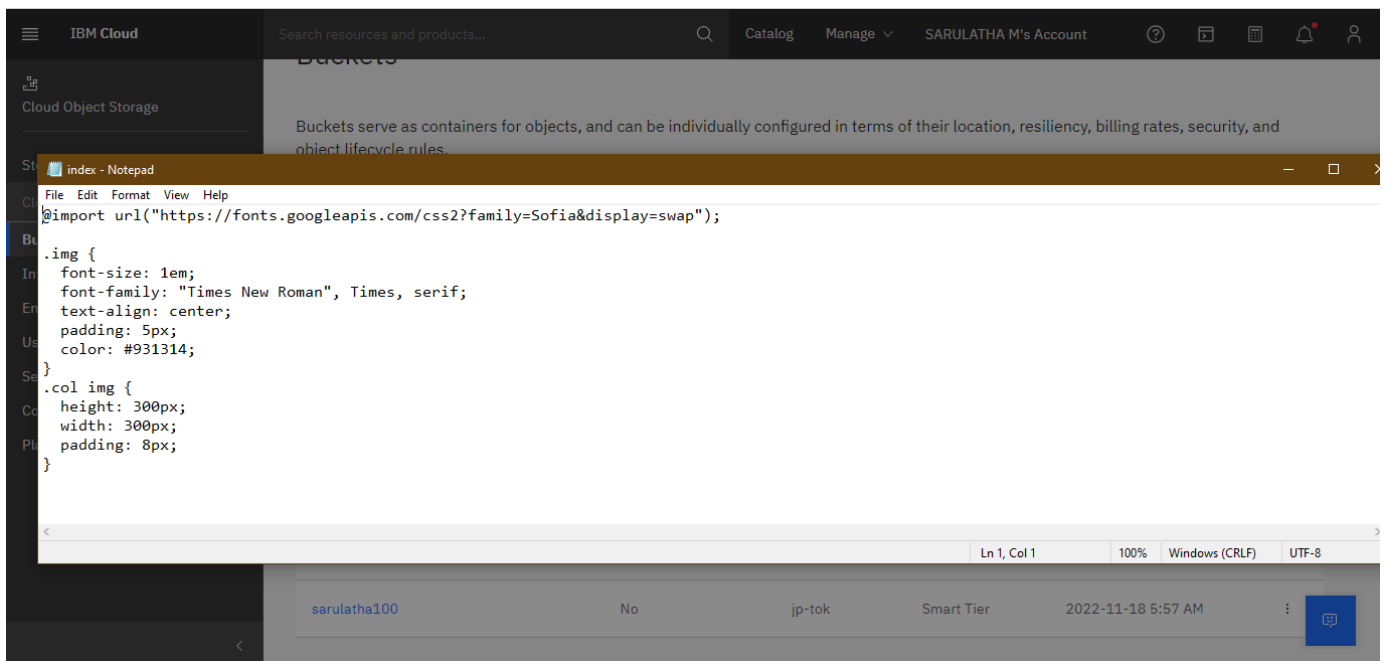 IBM Cloud
Search resources and products...
Catalog
Manage
SARULATHA M's Account
Buckets
Cloud Object Storage
Buckets serve as containers for objects, and can be individually configured in terms of their location, resiliency, billing rates, security, and
object lifecycle rules.
index - Notepad
File Edit Format View Help
@import url("https://fonts.googleapis.com/css2?family=Sofia&display=swap");
.img {
font-size: 1em;
font-family: "Times New Roman", Times, serif;
text-align: center;
padding: 5px;
color: #931314;
}
.col img {
height: 300px;
width: 300px;
padding: 8px;
}
Ln 1, Col 1
100%
Windows (CRLF)
UTF-8
sarulatha100
No
jp-tok
Smart Tier
2022-11-18 5:57 AM